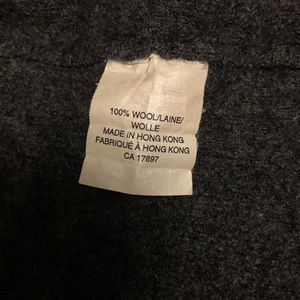 100% WOOL/LAINE/
WOLLE
MADE IN HONG KONG
FABRIQUÉ À HONG KONG
CA 17897